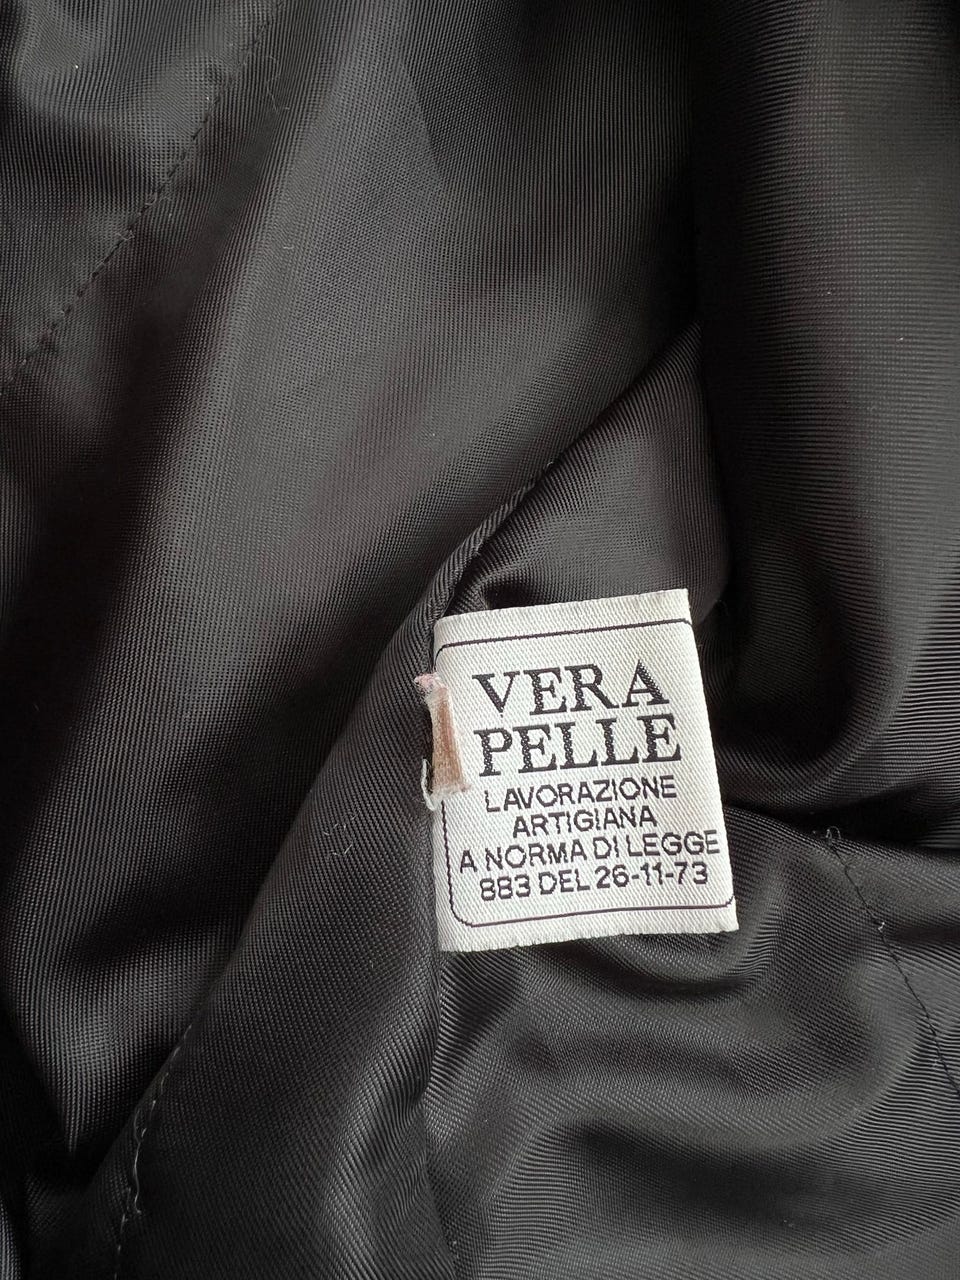 VERA
PELLE
LAVORAZIONE
ARTIGIANA
A NORMA DI LEGGE
883 DEL 26-11-73